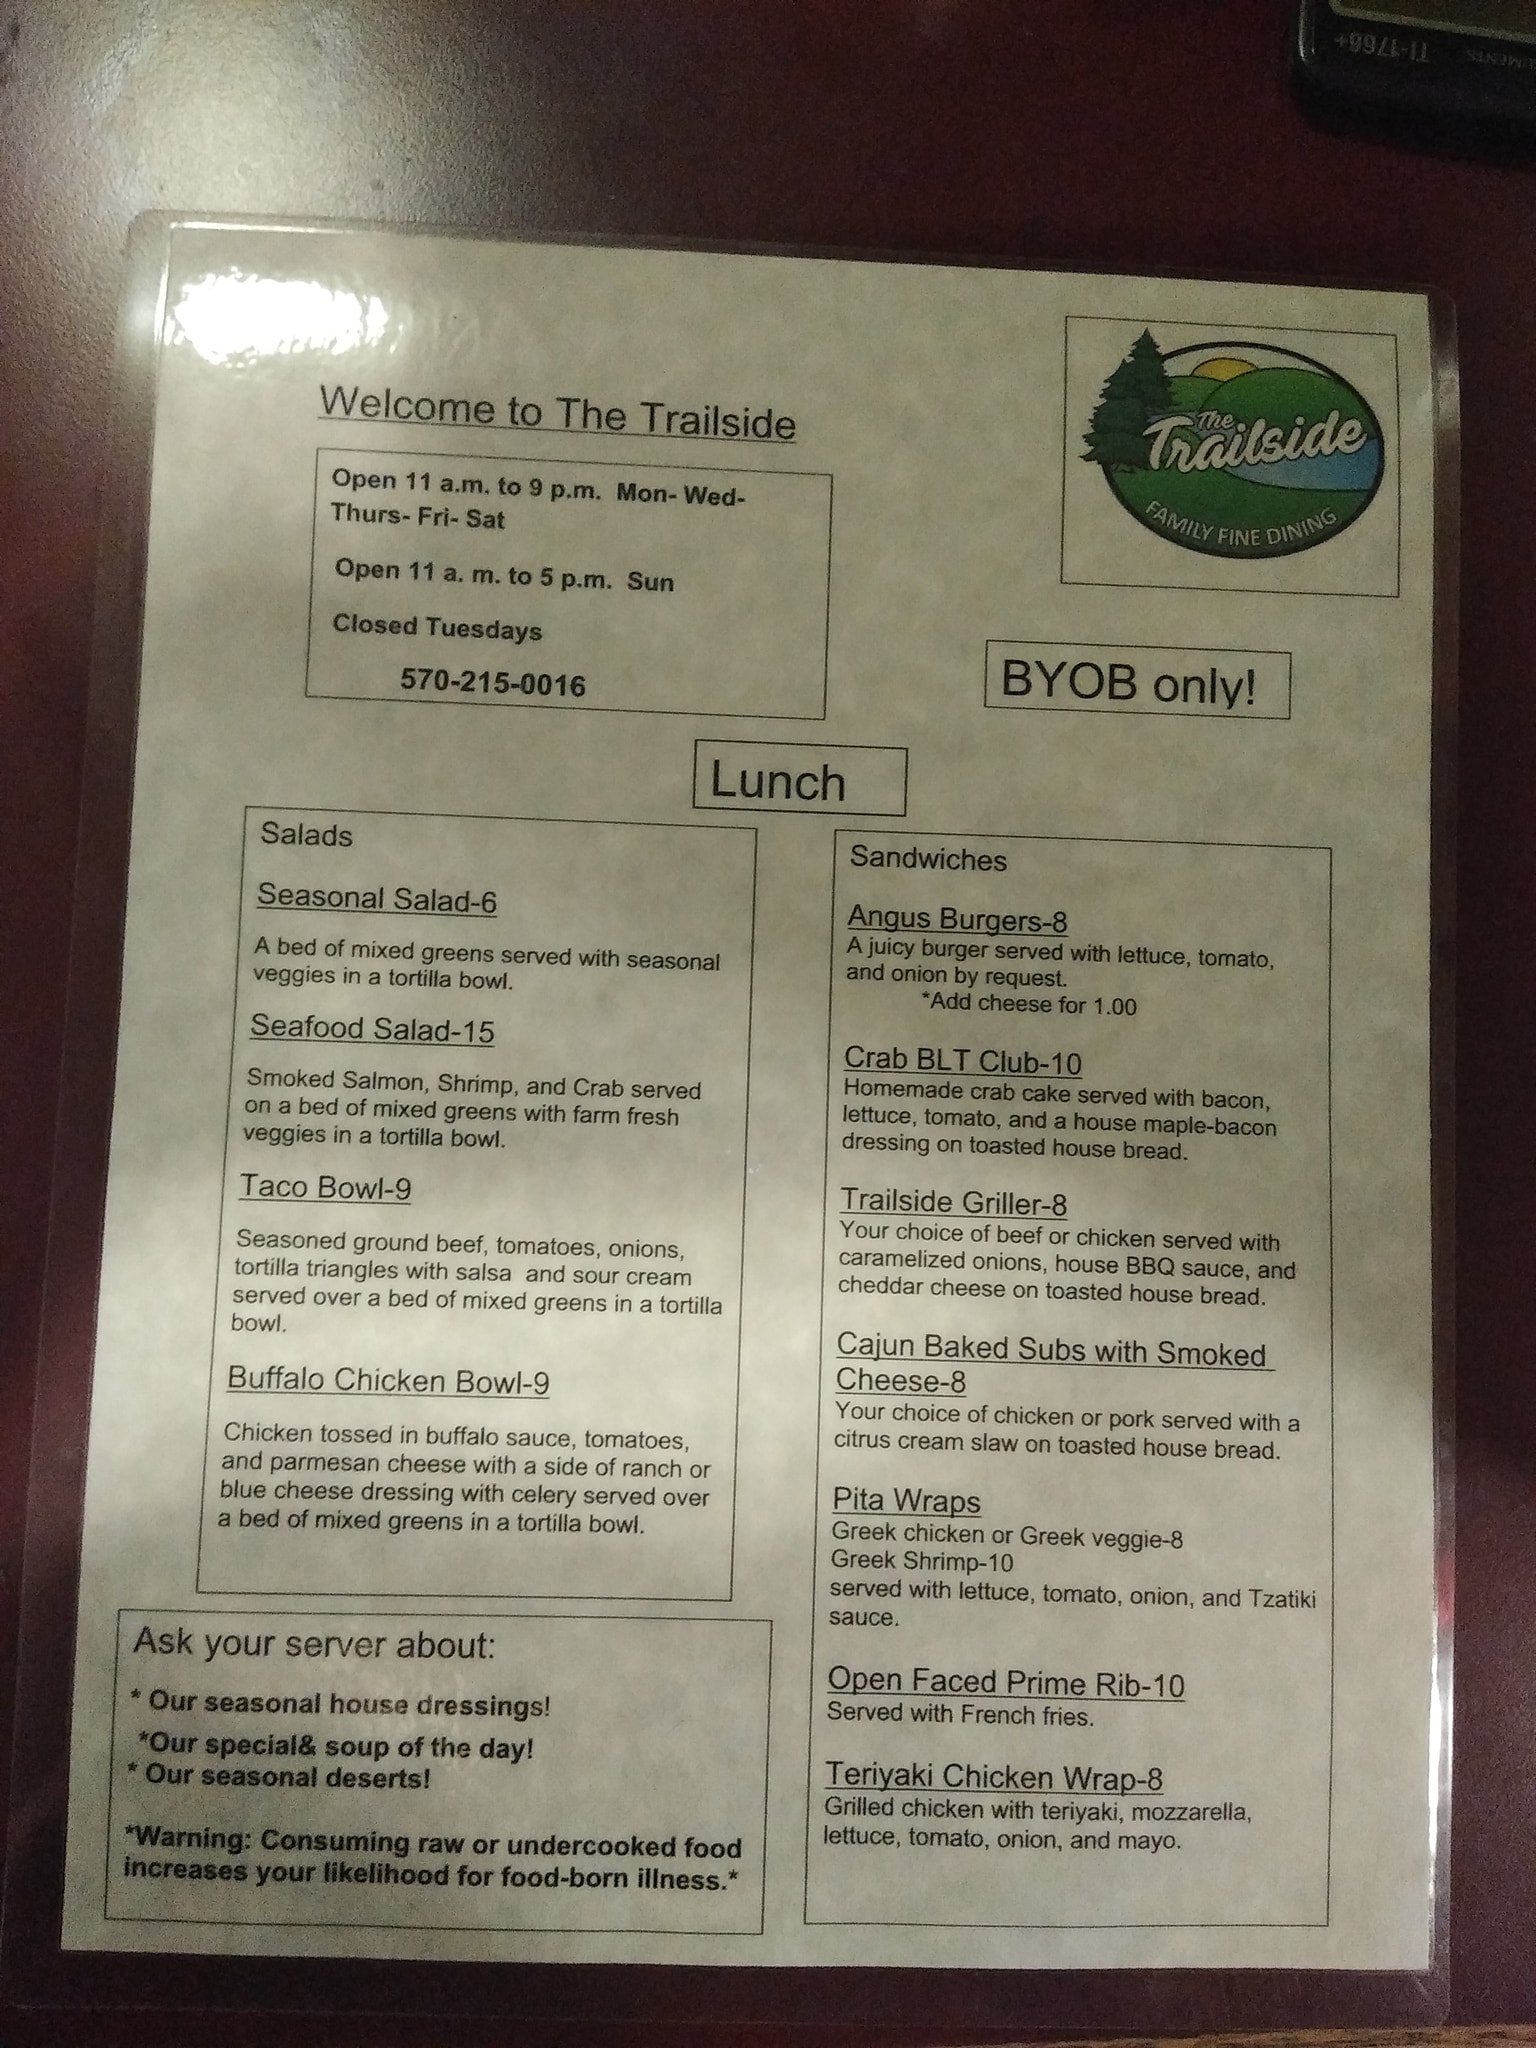 TI-1766+
Welcome to The Trailside
Open 11 a.m. to 9 p.m. Mon- Wed-
Thurs- Fri- Sat
Open 11 a. m. to 5 p.m. Sun
Closed Tuesdays
570-215-0016
The
Trailside
FAMILY FINE DINING
BYOB only!
Lunch
Salads
Seasonal Salad-6
A bed of mixed greens served with seasonal
veggies in a tortilla bowl.
Seafood Salad-15
Smoked Salmon, Shrimp, and Crab served
on a bed of mixed greens with farm fresh
veggies in a tortilla bowl.
Taco Bowl-9
Seasoned ground beef, tomatoes, onions,
tortilla triangles with salsa and sour cream
served over a bed of mixed greens in a tortilla
bowl.
Buffalo Chicken Bowl-9
Chicken tossed in buffalo sauce, tomatoes,
and parmesan cheese with a side of ranch or
blue cheese dressing with celery served over
a bed of mixed greens in a tortilla bowl.
Ask your server about:
* Our seasonal house dressings!
*Our special& soup of the day!
* Our seasonal deserts!
*Warning: Consuming raw or undercooked food
increases your likelihood for food-born illness.*
Sandwiches
Angus Burgers-8
A juicy burger served with lettuce, tomato,
and onion by request.
*Add cheese for 1.00
Crab BLT Club-10
Homemade crab cake served with bacon,
lettuce, tomato, and a house maple-bacon
dressing on toasted house bread.
Trailside Griller-8
Your choice of beef or chicken served with
caramelized onions, house BBQ sauce, and
cheddar cheese on toasted house bread.
Cajun Baked Subs with Smoked
Cheese-8
Your choice of chicken or pork served with a
citrus cream slaw on toasted house bread.
Pita Wraps
Greek chicken or Greek veggie-8
Greek Shrimp-10
served with lettuce, tomato, onion, and Tzatiki
sauce.
Open Faced Prime Rib-10
Served with French fries.
Teriyaki Chicken Wrap-8
Grilled chicken with teriyaki, mozzarella,
lettuce, tomato, onion, and mayo.